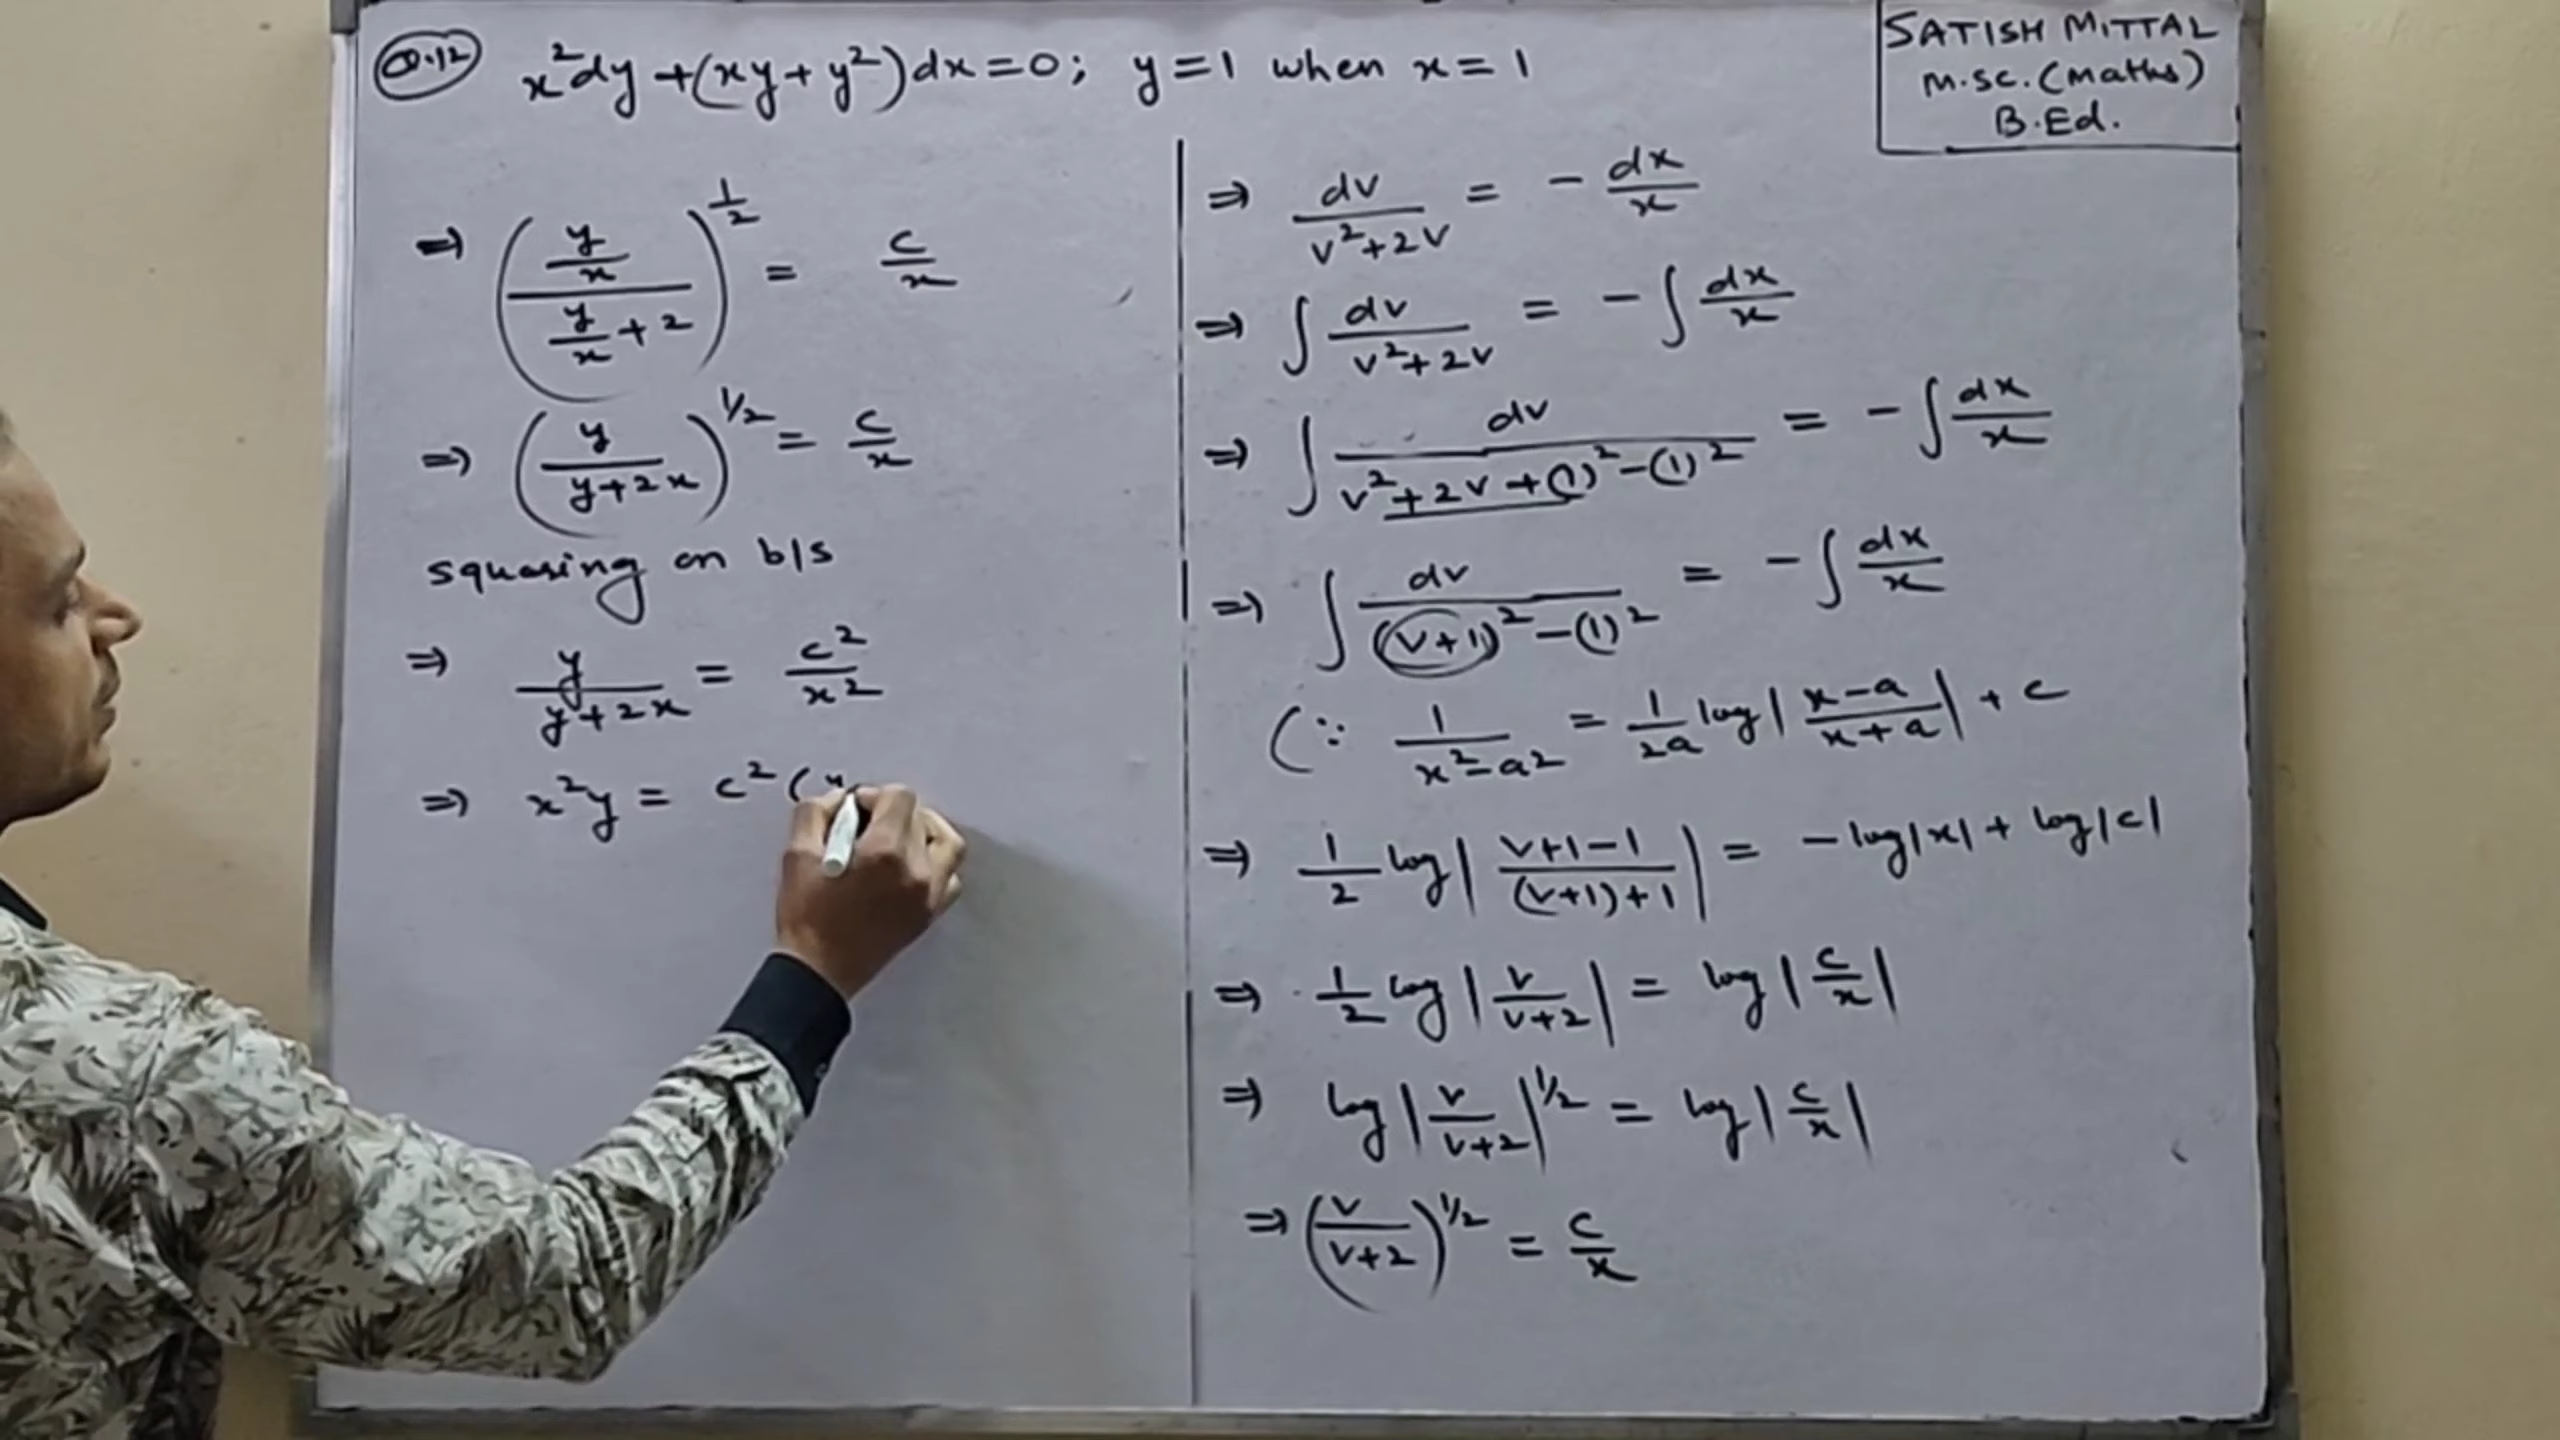 Q.12 x²dy + (xy + y²)dx = 0; y = 1 when x = 1
SATISH MITTAL
M.SC. (Maths)
B.Ed.
⇒ ((y/x)/(y/x + 2))^(1/2) = c/x
⇒ (y/(y+2x))^(1/2) = c/x
squaring on b/s
⇒ y/(y+2x) = c²/x²
⇒ x²y = c² (y
⇒ dv/(v²+2v) = - dx/x
⇒ ∫ dv/(v²+2v) = - ∫ dx/x
⇒ ∫ dv/(v²+2v+(1)²-(1)²) = - ∫ dx/x
⇒ ∫ dv/((v+1)²-(1)²) = - ∫ dx/x
(∵ 1/(x²-a²) = 1/2a log|(x-a)/(x+a)| + c
⇒ 1/2 log|(v+1-1)/((v+1)+1)| = -log|x| + log|c|
⇒ 1/2 log|v/(v+2)| = log|c/x|
⇒ log|v/(v+2)|^(1/2) = log|c/x|
⇒ (v/(v+2))^(1/2) = c/x